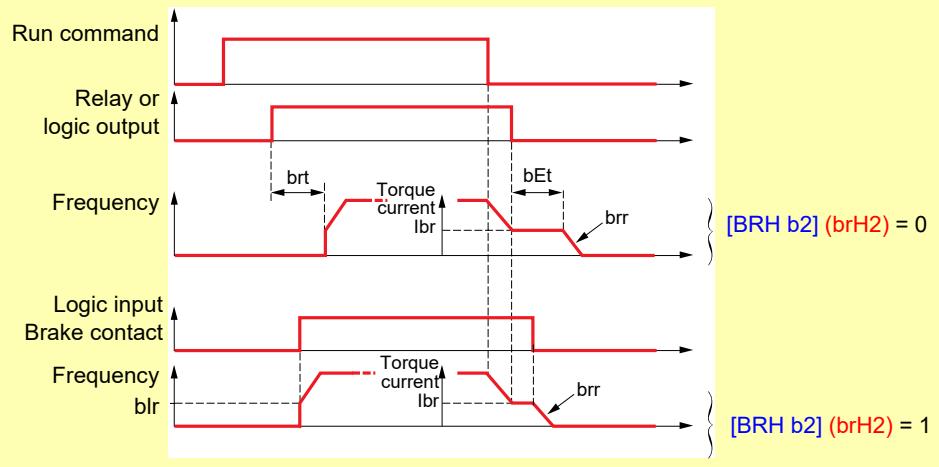 Run command
Relay or
logic output
brt
bEt
Frequency
Torque
current
Ibr
brr
[BRH b2] (brH2) = 0
Logic input
Brake contact
Frequency
blr
Torque
current
Ibr
brr
[BRH b2] (brH2) = 1